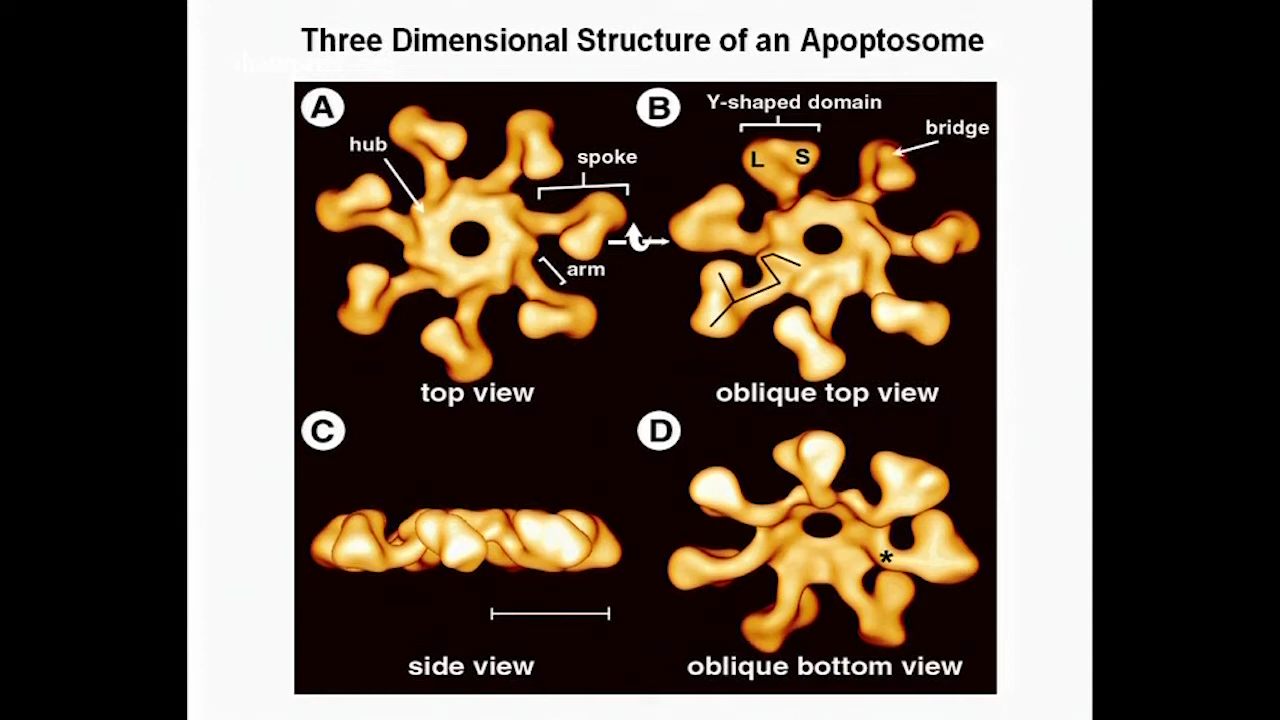 Three Dimensional Structure of an Apoptosome
A
hub
spoke
arm
top view
B
Y-shaped domain
bridge
L S
oblique top view
C
side view
D
*
oblique bottom view